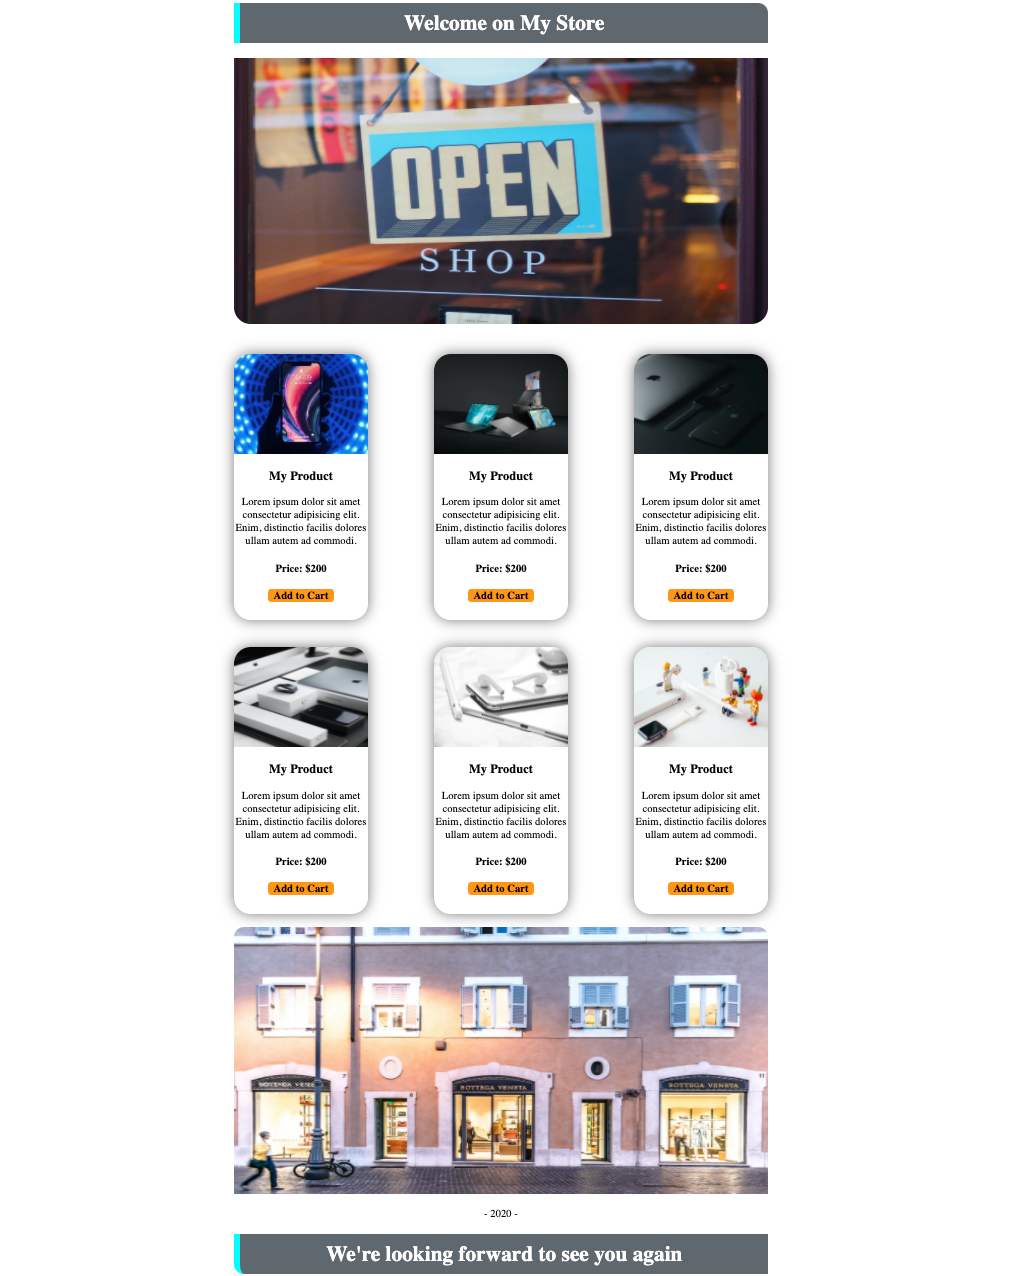 Welcome on My Store
OPEN
SHOP
My Product
Lorem ipsum dolor sit amet
consectetur adipisicing elit.
Enim, distinctio facilis dolores
ullam autem ad commodi.
Price: $200
Add to Cart
My Product
Lorem ipsum dolor sit amet
consectetur adipisicing elit.
Enim, distinctio facilis dolores
ullam autem ad commodi.
Price: $200
Add to Cart
My Product
Lorem ipsum dolor sit amet
consectetur adipisicing elit.
Enim, distinctio facilis dolores
ullam autem ad commodi.
Price: $200
Add to Cart
My Product
Lorem ipsum dolor sit amet
consectetur adipisicing elit.
Enim, distinctio facilis dolores
ullam autem ad commodi.
Price: $200
Add to Cart
My Product
Lorem ipsum dolor sit amet
consectetur adipisicing elit.
Enim, distinctio facilis dolores
ullam autem ad commodi.
Price: $200
Add to Cart
My Product
Lorem ipsum dolor sit amet
consectetur adipisicing elit.
Enim, distinctio facilis dolores
ullam autem ad commodi.
Price: $200
Add to Cart
BOTTEGA VENETA
BOTTEGA VENETA
BOTTEGA VENETA
- 2020 -
We're looking forward to see you again